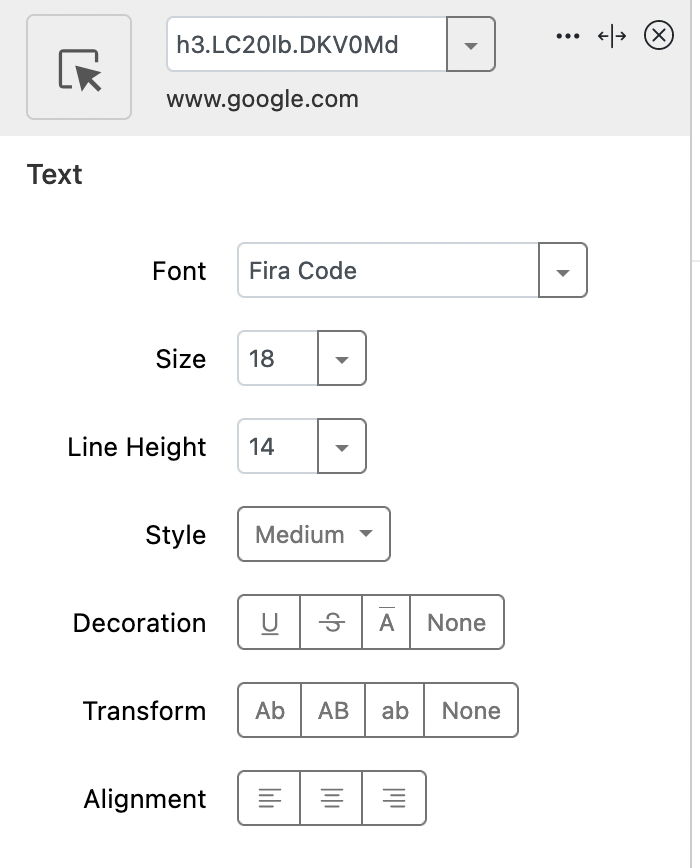 h3.LC20lb.DKV0Md
www.google.com
Text
Font Fira Code
Size 18
Line Height 14
Style Medium
Decoration U S A None
Transform Ab AB ab None
Alignment